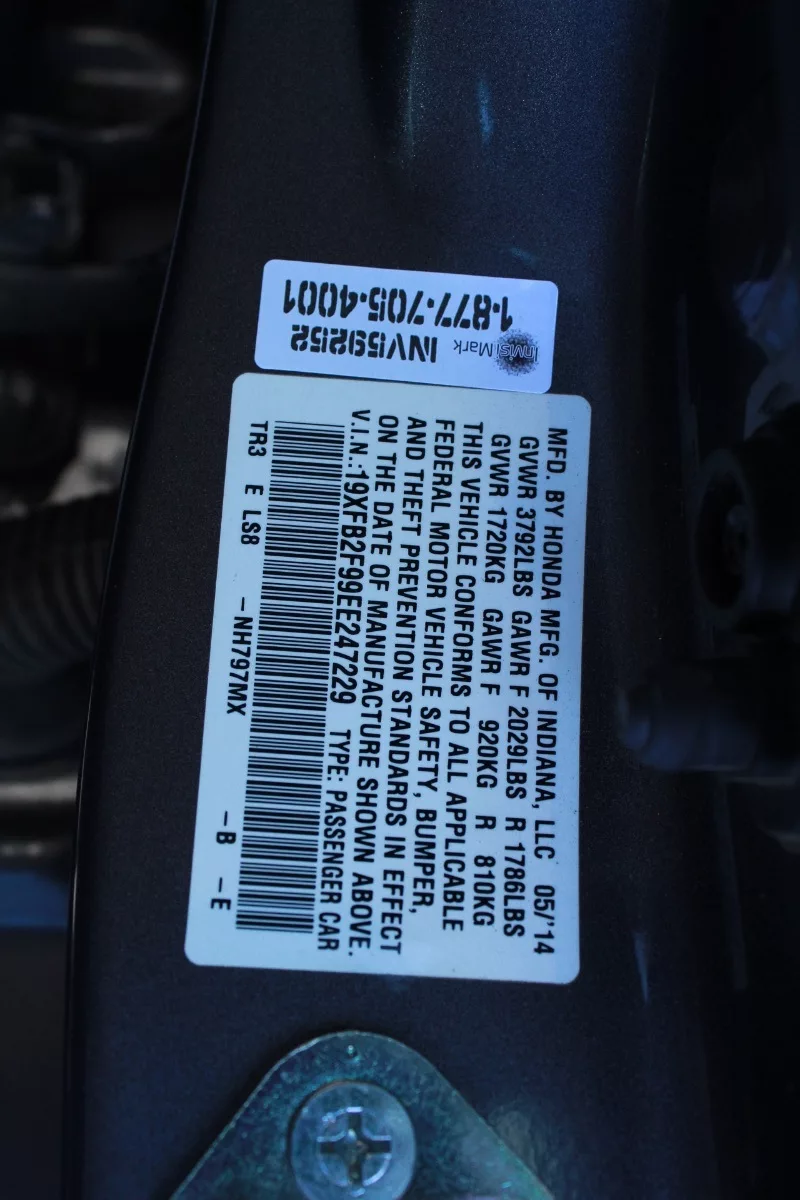 InvisiMark INV59252
1-877-705-4001
MFD. BY HONDA MFG. OF INDIANA, LLC 05/'14
GVWR 3792LBS GAWR F 2029LBS R 1786LBS
GVWR 1720KG GAWR F 920KG R 810KG
THIS VEHICLE CONFORMS TO ALL APPLICABLE
FEDERAL MOTOR VEHICLE SAFETY, BUMPER,
AND THEFT PREVENTION STANDARDS IN EFFECT
ON THE DATE OF MANUFACTURE SHOWN ABOVE.
V.I.N.:19XFB2F99EE247229 TYPE: PASSENGER CAR
TR3 E LS8 -NH797MX -B -E